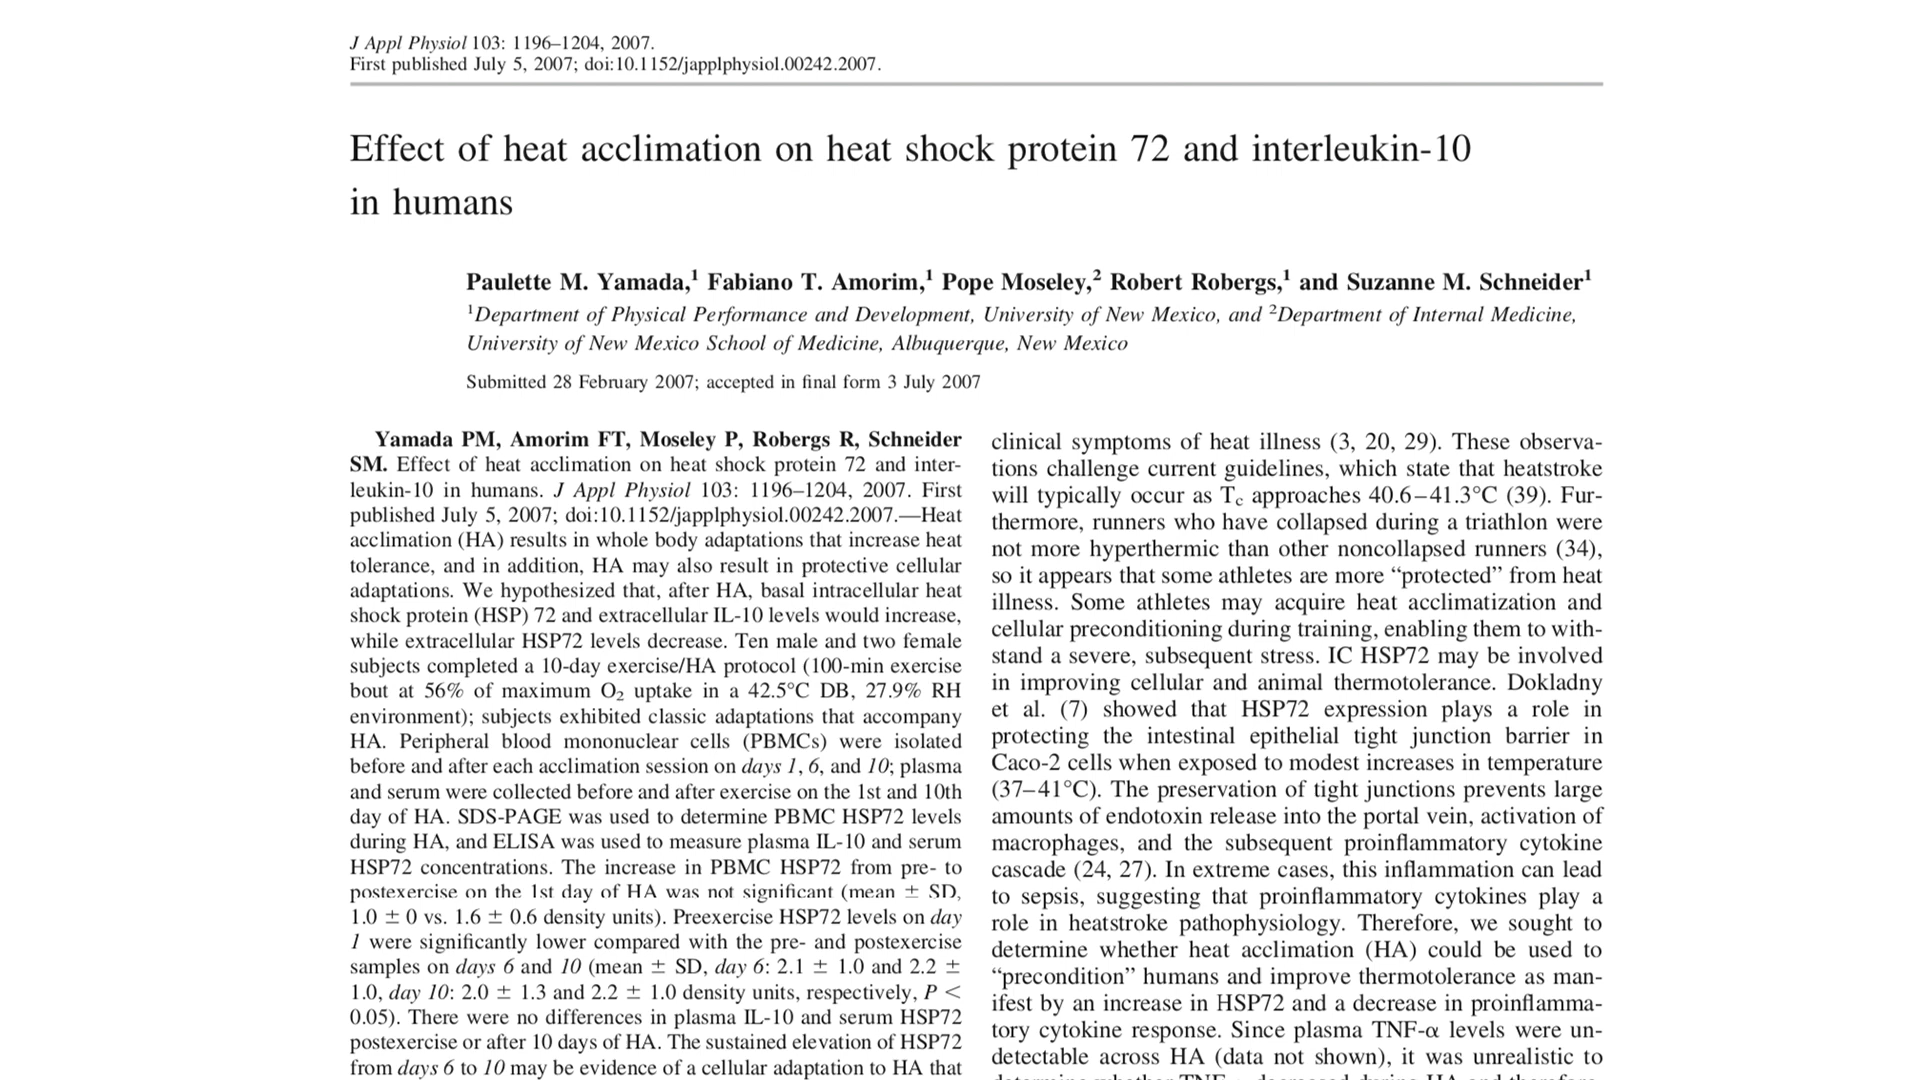 J Appl Physiol 103: 1196–1204, 2007.
First published July 5, 2007; doi:10.1152/japplphysiol.00242.2007.
Effect of heat acclimation on heat shock protein 72 and interleukin-10
in humans
Paulette M. Yamada,¹ Fabiano T. Amorim,¹ Pope Moseley,² Robert Robergs,¹ and Suzanne M. Schneider¹
¹Department of Physical Performance and Development, University of New Mexico, and ²Department of Internal Medicine,
University of New Mexico School of Medicine, Albuquerque, New Mexico
Submitted 28 February 2007; accepted in final form 3 July 2007
Yamada PM, Amorim FT, Moseley P, Robergs R, Schneider
SM. Effect of heat acclimation on heat shock protein 72 and inter-
leukin-10 in humans. J Appl Physiol 103: 1196–1204, 2007. First
published July 5, 2007; doi:10.1152/japplphysiol.00242.2007.—Heat
acclimation (HA) results in whole body adaptations that increase heat
tolerance, and in addition, HA may also result in protective cellular
adaptations. We hypothesized that, after HA, basal intracellular heat
shock protein (HSP) 72 and extracellular IL-10 levels would increase,
while extracellular HSP72 levels decrease. Ten male and two female
subjects completed a 10-day exercise/HA protocol (100-min exercise
bout at 56% of maximum O₂ uptake in a 42.5°C DB, 27.9% RH
environment); subjects exhibited classic adaptations that accompany
HA. Peripheral blood mononuclear cells (PBMCs) were isolated
before and after each acclimation session on days 1, 6, and 10; plasma
and serum were collected before and after exercise on the 1st and 10th
day of HA. SDS-PAGE was used to determine PBMC HSP72 levels
during HA, and ELISA was used to measure plasma IL-10 and serum
HSP72 concentrations. The increase in PBMC HSP72 from pre- to
postexercise on the 1st day of HA was not significant (mean ± SD,
1.0 ± 0 vs. 1.6 ± 0.6 density units). Preexercise HSP72 levels on day
1 were significantly lower compared with the pre- and postexercise
samples on days 6 and 10 (mean ± SD, day 6: 2.1 ± 1.0 and 2.2 ±
1.0, day 10: 2.0 ± 1.3 and 2.2 ± 1.0 density units, respectively, P <
0.05). There were no differences in plasma IL-10 and serum HSP72
postexercise or after 10 days of HA. The sustained elevation of HSP72
from days 6 to 10 may be evidence of a cellular adaptation to HA that
clinical symptoms of heat illness (3, 20, 29). These observa-
tions challenge current guidelines, which state that heatstroke
will typically occur as Tc approaches 40.6–41.3°C (39). Fur-
thermore, runners who have collapsed during a triathlon were
not more hyperthermic than other noncollapsed runners (34),
so it appears that some athletes are more “protected” from heat
illness. Some athletes may acquire heat acclimatization and
cellular preconditioning during training, enabling them to with-
stand a severe, subsequent stress. IC HSP72 may be involved
in improving cellular and animal thermotolerance. Dokladny
et al. (7) showed that HSP72 expression plays a role in
protecting the intestinal epithelial tight junction barrier in
Caco-2 cells when exposed to modest increases in temperature
(37–41°C). The preservation of tight junctions prevents large
amounts of endotoxin release into the portal vein, activation of
macrophages, and the subsequent proinflammatory cytokine
cascade (24, 27). In extreme cases, this inflammation can lead
to sepsis, suggesting that proinflammatory cytokines play a
role in heatstroke pathophysiology. Therefore, we sought to
determine whether heat acclimation (HA) could be used to
“precondition” humans and improve thermotolerance as man-
ifest by an increase in HSP72 and a decrease in proinflamma-
tory cytokine response. Since plasma TNF-α levels were un-
detectable across HA (data not shown), it was unrealistic to